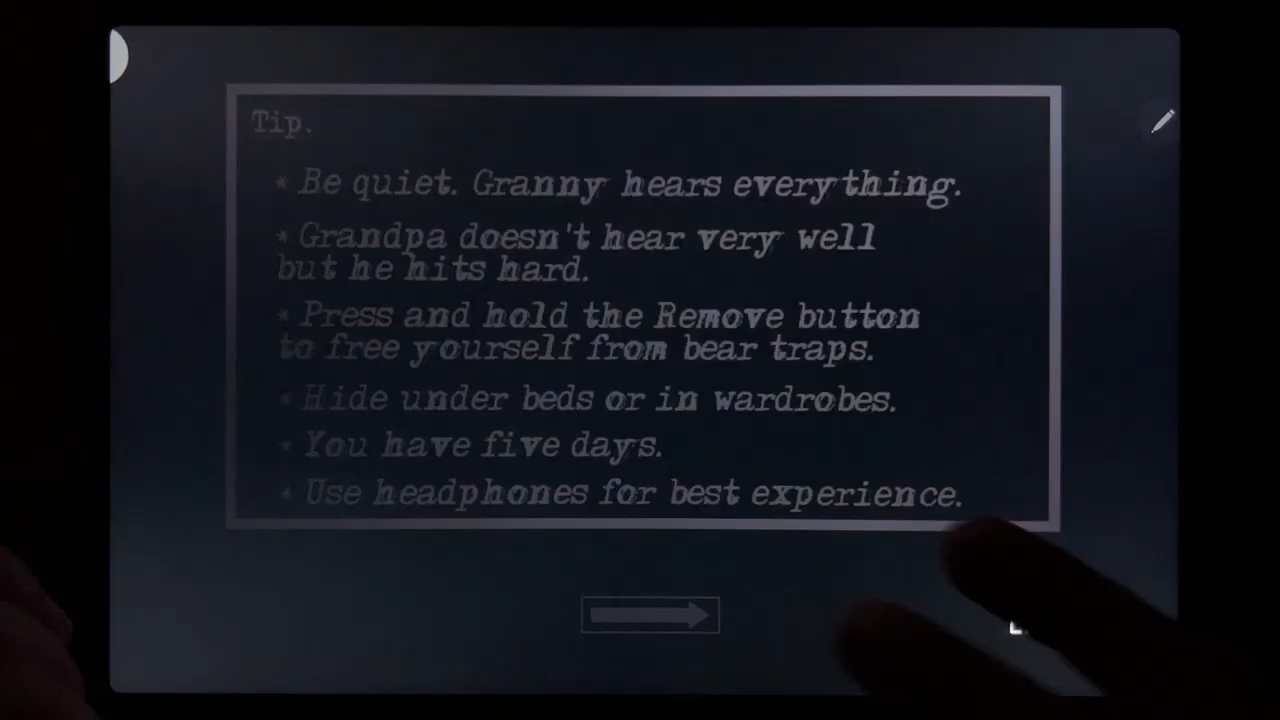 Tip.
* Be quiet. Granny hears everything.
* Grandpa doesn't hear very well
but he hits hard.
* Press and hold the Remove button
to free yourself from bear traps.
* Hide under beds or in wardrobes.
* You have five days.
* Use headphones for best experience.